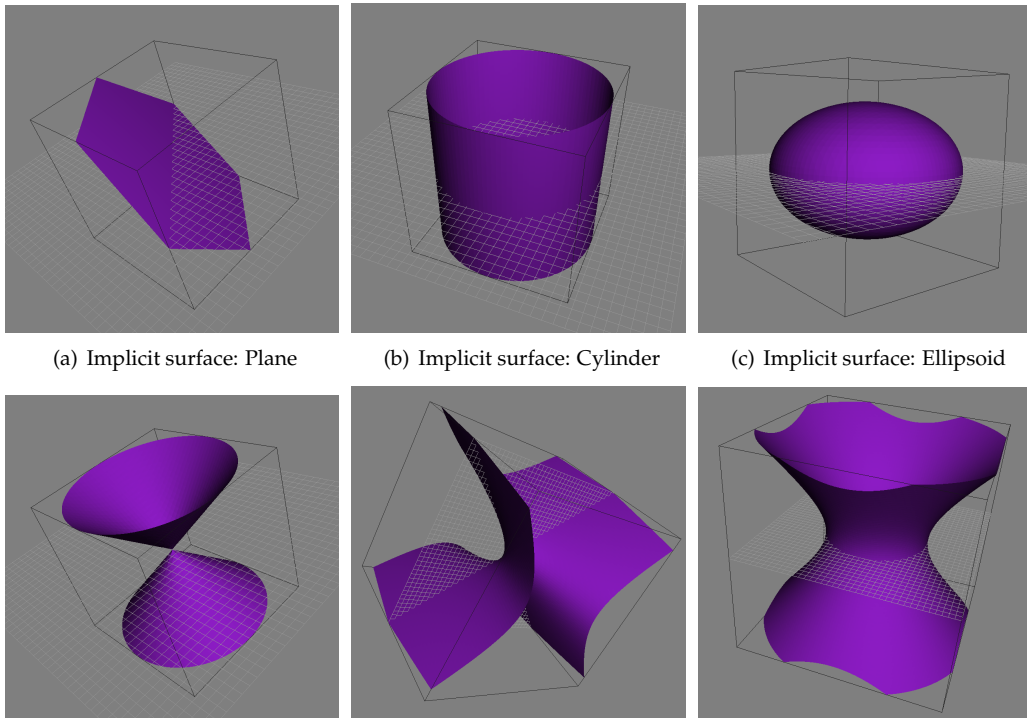 (a) Implicit surface: Plane
(b) Implicit surface: Cylinder
(c) Implicit surface: Ellipsoid